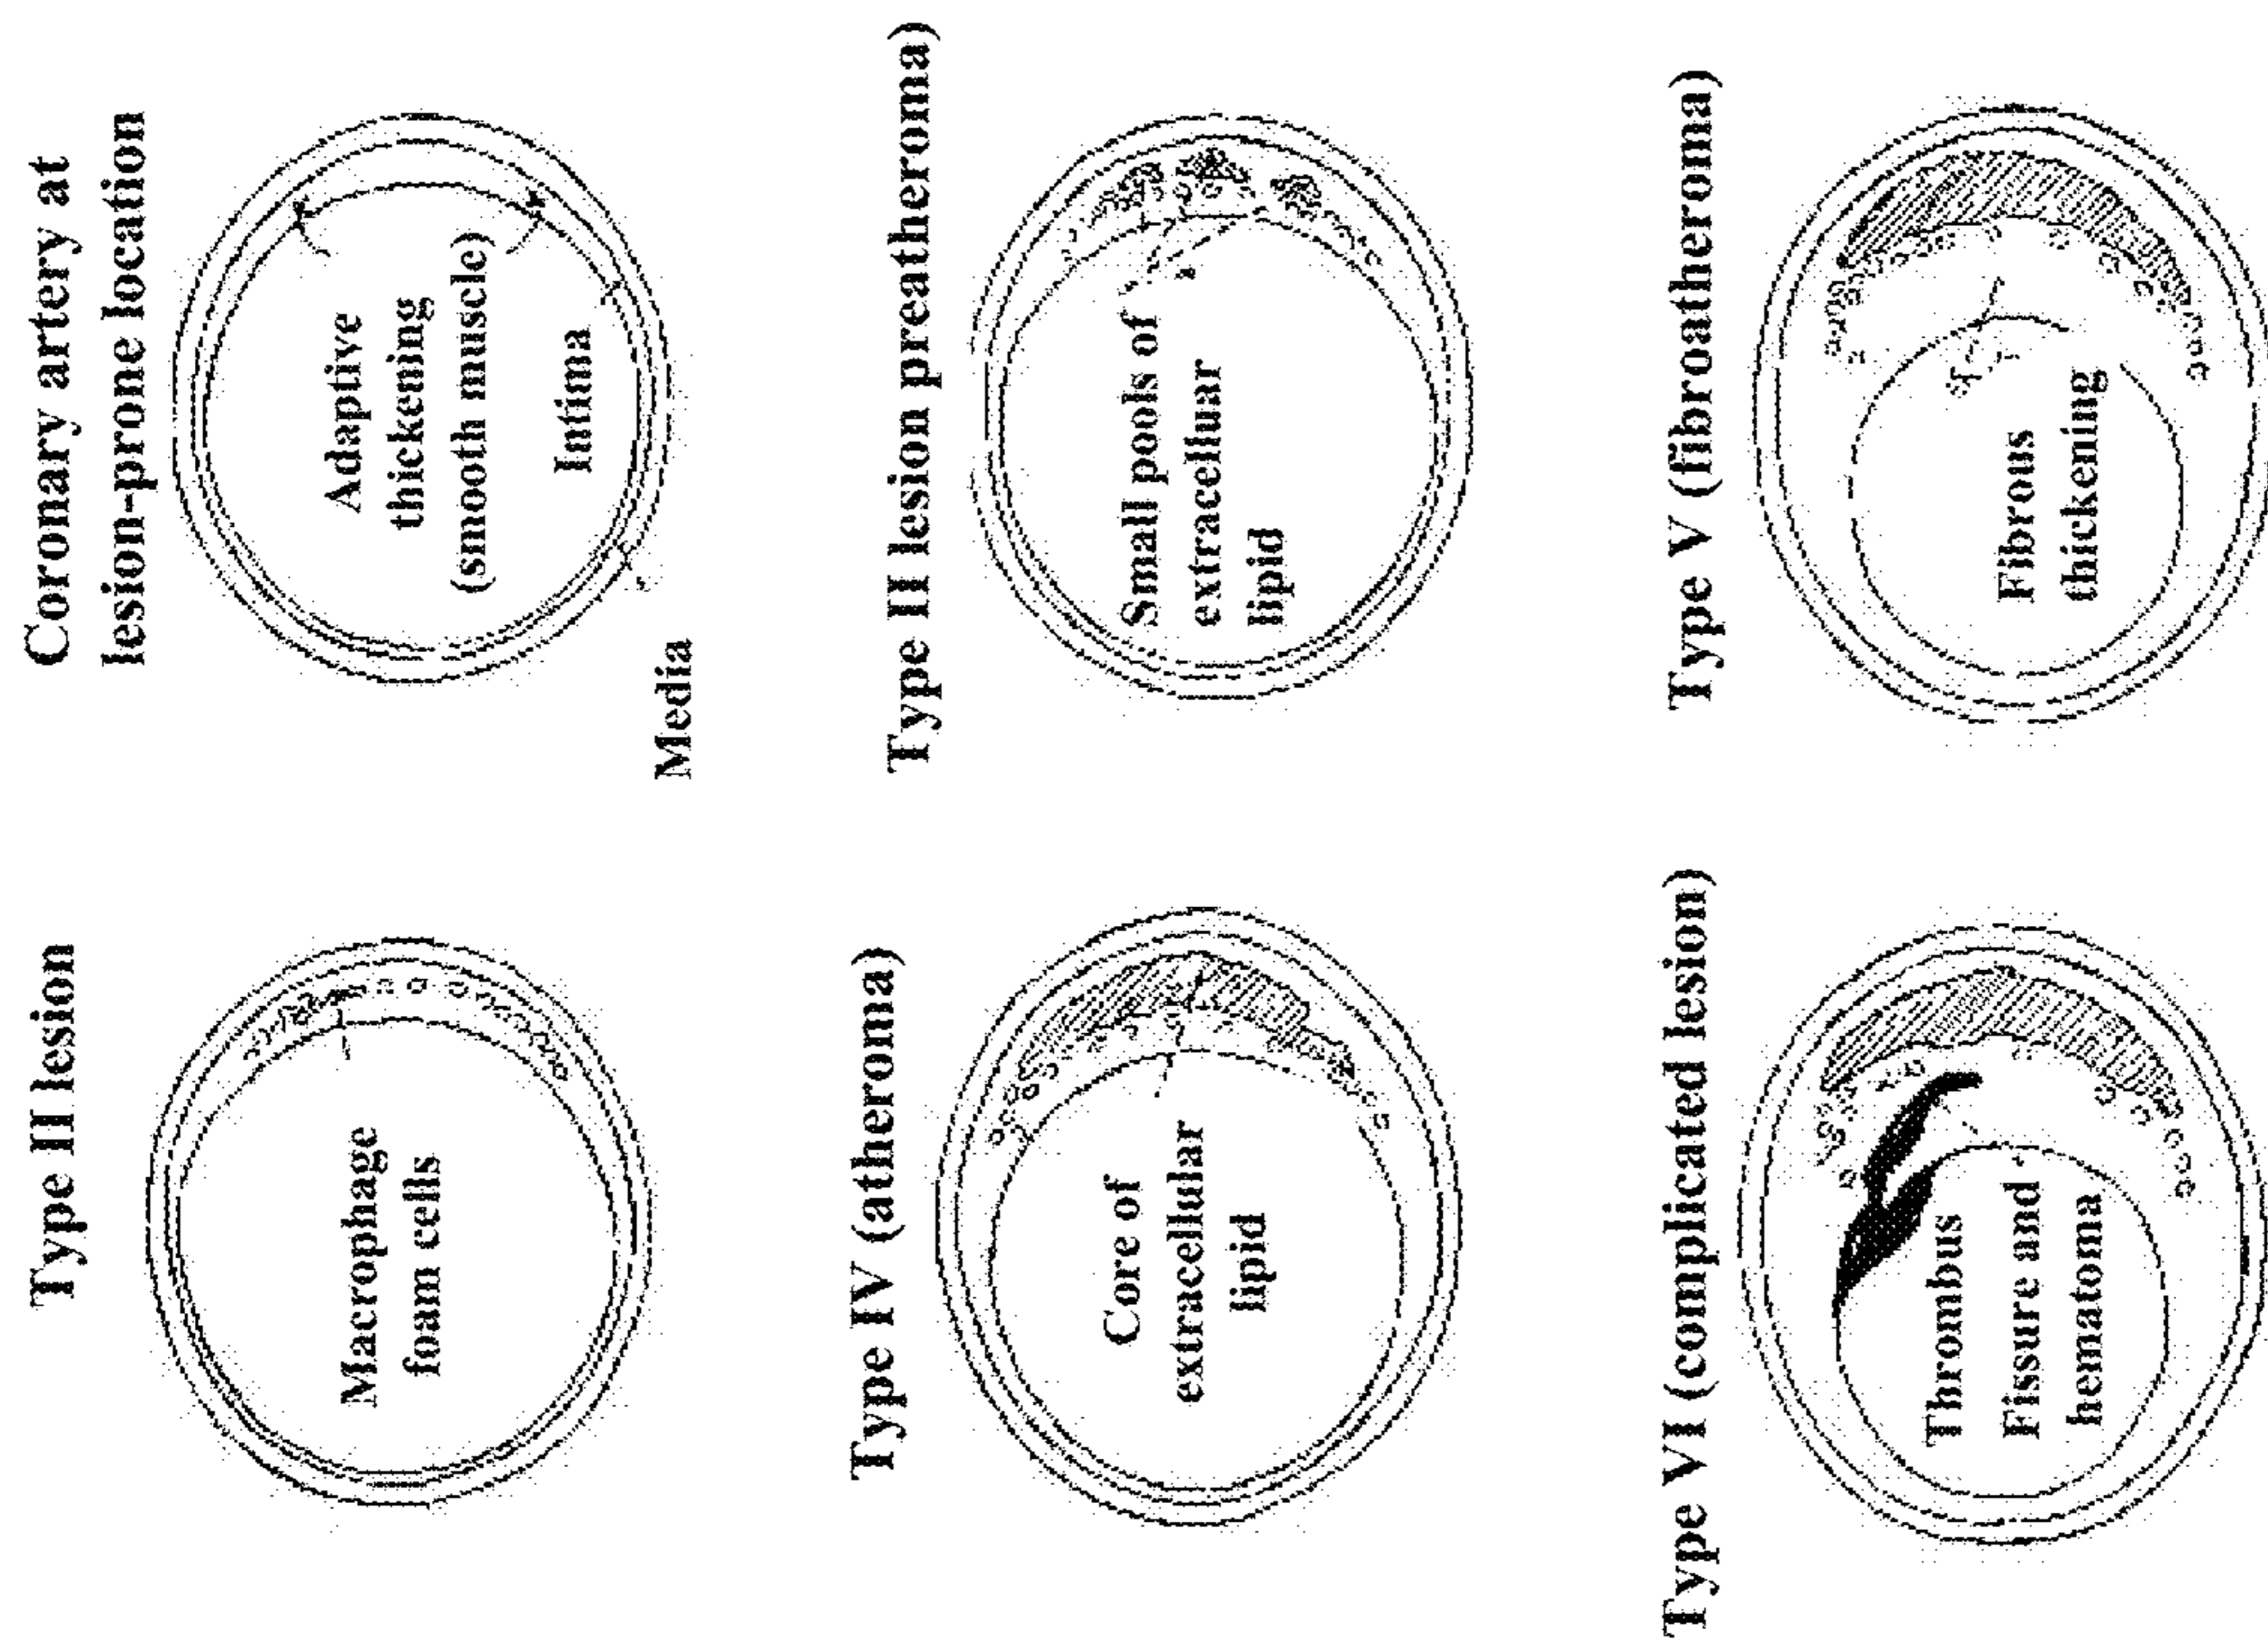 Type II lesion
Macrophage
foam cells
Coronary artery at
lesion-prone location
Adaptive
thickening
(smooth muscle)
Intima
Media
Type IV (atheroma)
Core of
extracellular
lipid
Type II lesion preatheroma)
Small pools of
extracelluar
lipid
Type VI (complicated lesion)
Thrombus
Fissure and
hematoma
Type V (fibroatheroma)
Fibrous
thickening